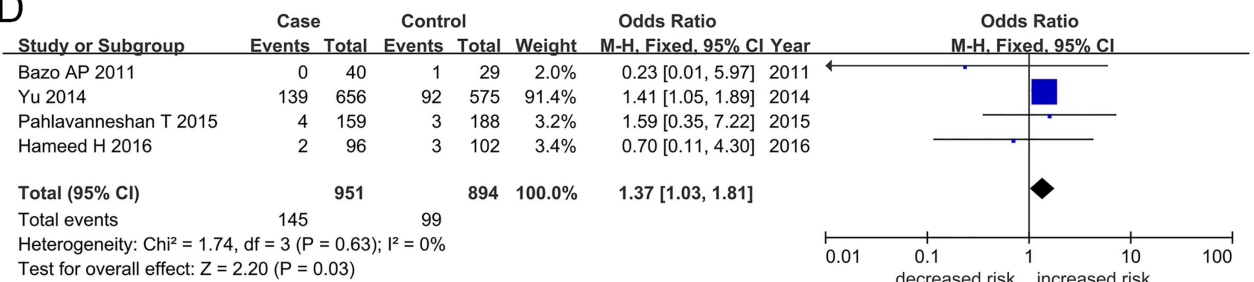 D
Case Control Odds Ratio Odds Ratio
Study or Subgroup Events Total Events Total Weight M-H, Fixed, 95% CI Year M-H, Fixed, 95% CI
Bazo AP 2011 0 40 1 29 2.0% 0.23 [0.01, 5.97] 2011
Yu 2014 139 656 92 575 91.4% 1.41 [1.05, 1.89] 2014
Pahlavanneshan T 2015 4 159 3 188 3.2% 1.59 [0.35, 7.22] 2015
Hameed H 2016 2 96 3 102 3.4% 0.70 [0.11, 4.30] 2016
Total (95% CI) 951 894 100.0% 1.37 [1.03, 1.81]
Total events 145 99
Heterogeneity: Chi² = 1.74, df = 3 (P = 0.63); I² = 0%
Test for overall effect: Z = 2.20 (P = 0.03)
0.01 0.1 1 10 100
decreased risk increased risk